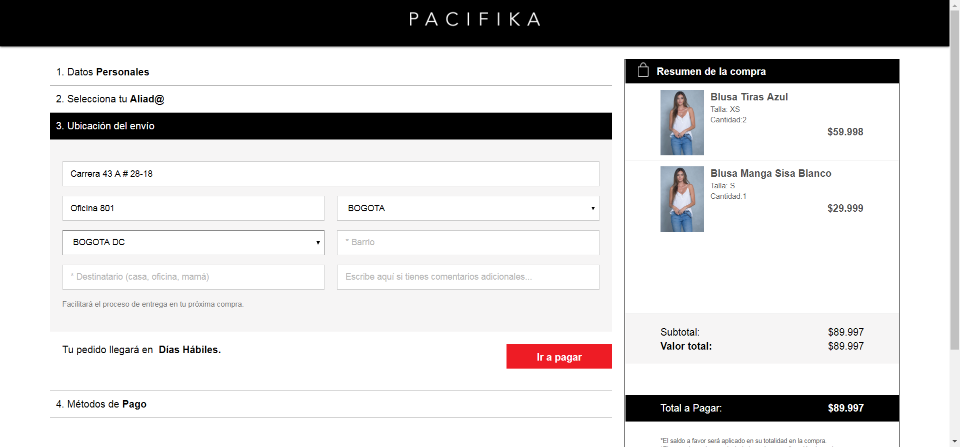 PACIFIKA
1. Datos Personales
2. Selecciona tu Aliad@
3. Ubicación del envío
Carrera 43 A # 28-18
Oficina 801
BOGOTA
BOGOTA DC
* Barrio
* Destinatario (casa, oficina, mamá)
Escribe aquí si tienes comentarios adicionales...
Facilitará el proceso de entrega en tu próxima compra.
Tu pedido llegará en Días Hábiles.
Ir a pagar
4. Métodos de Pago
Resumen de la compra
Blusa Tiras Azul
Talla: XS
Cantidad:2
$59.998
Blusa Manga Sisa Blanco
Talla: S
Cantidad:1
$29.999
Subtotal: $89.997
Valor total: $89.997
Total a Pagar: $89.997
*El saldo a favor será aplicado en su totalidad en la compra.